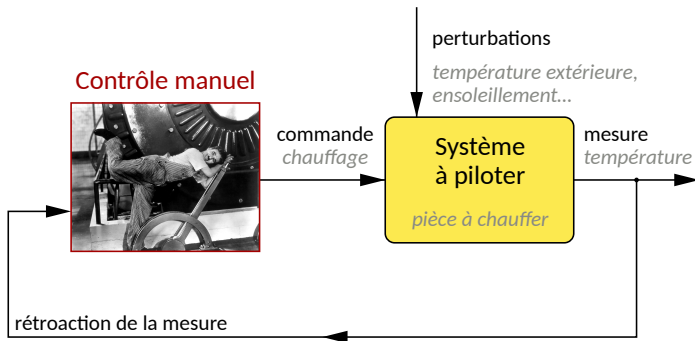 perturbations
température extérieure,
ensoleillement...
Contrôle manuel
commande
chauffage
Système
à piloter
pièce à chauffer
mesure
température
rétroaction de la mesure